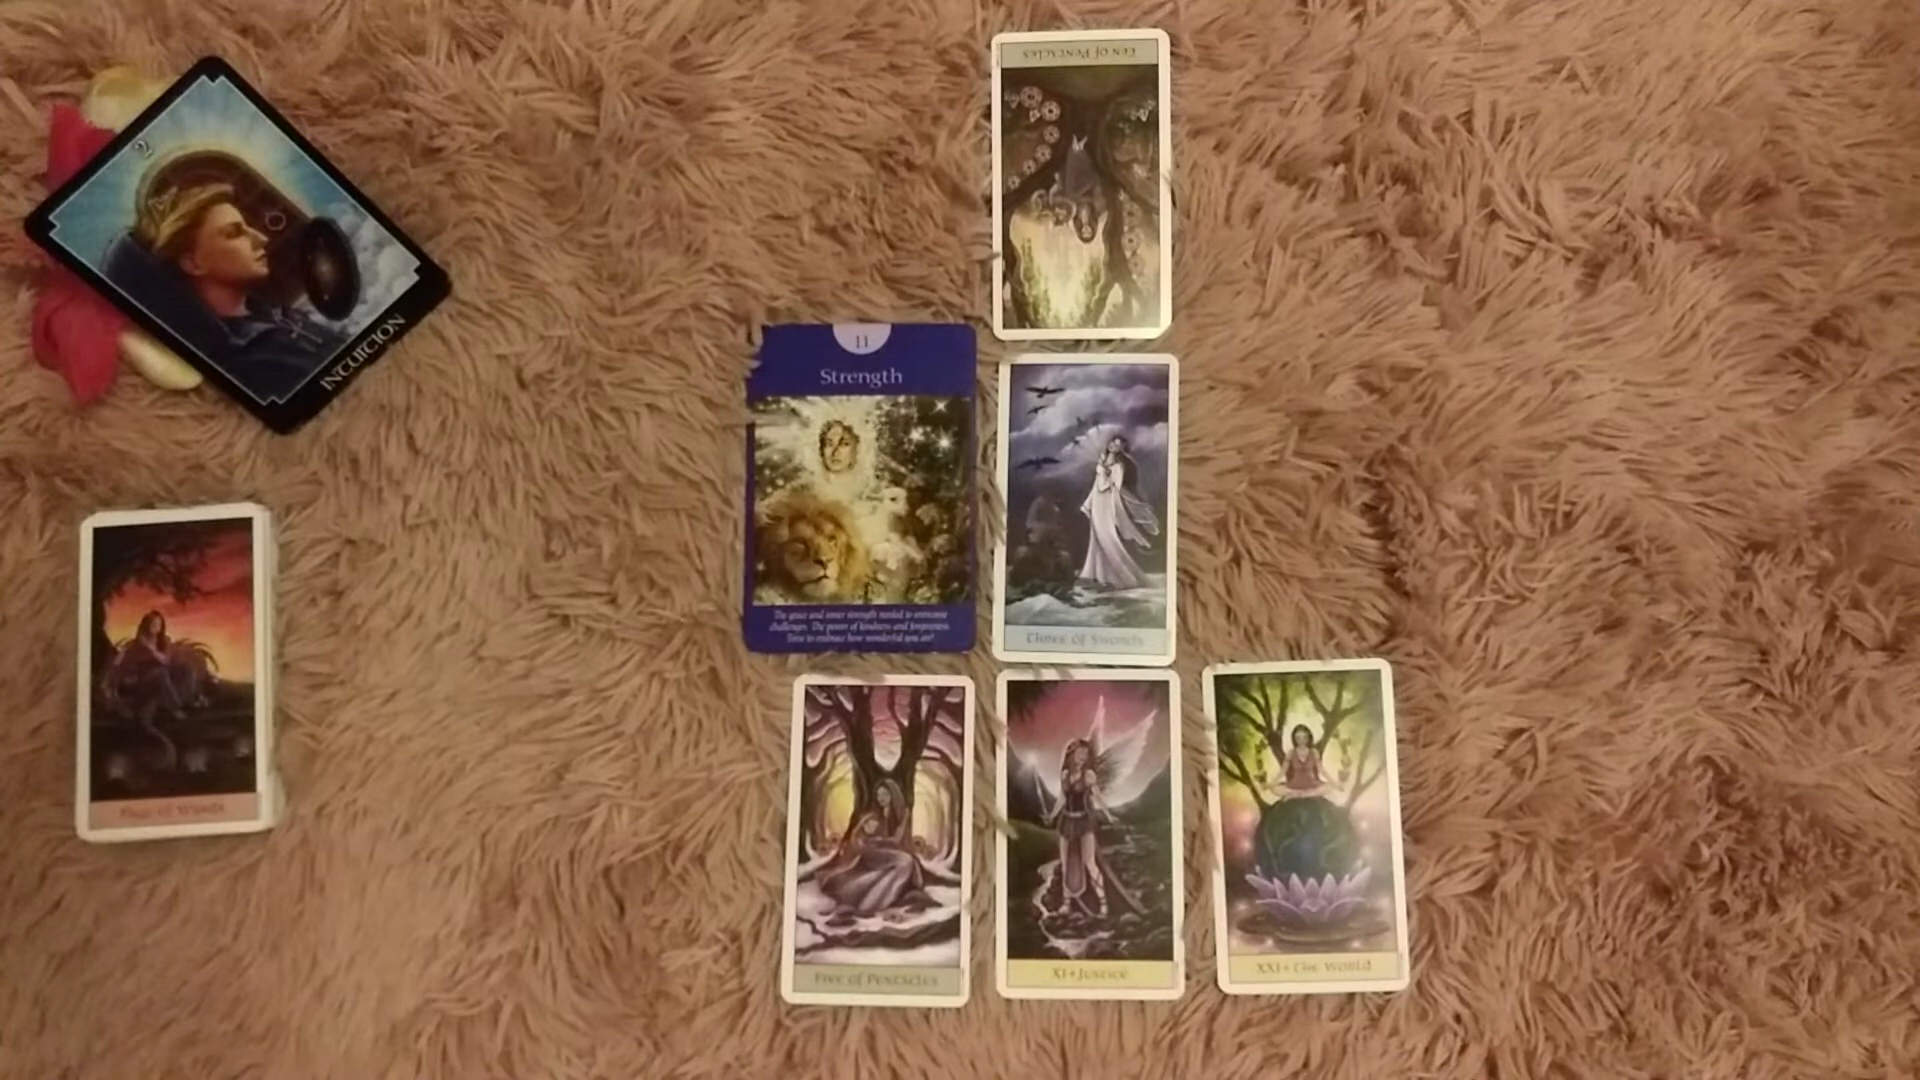 Ten of Pentacles
2
INTUITION
11
Strength
The grace and inner strength needed to overcome
challenges. The power of kindness and forgiveness.
Time to embrace how wonderful you are!
Three of Swords
Page of Wands
Five of Pentacles
XI • Justice
XXI • The World